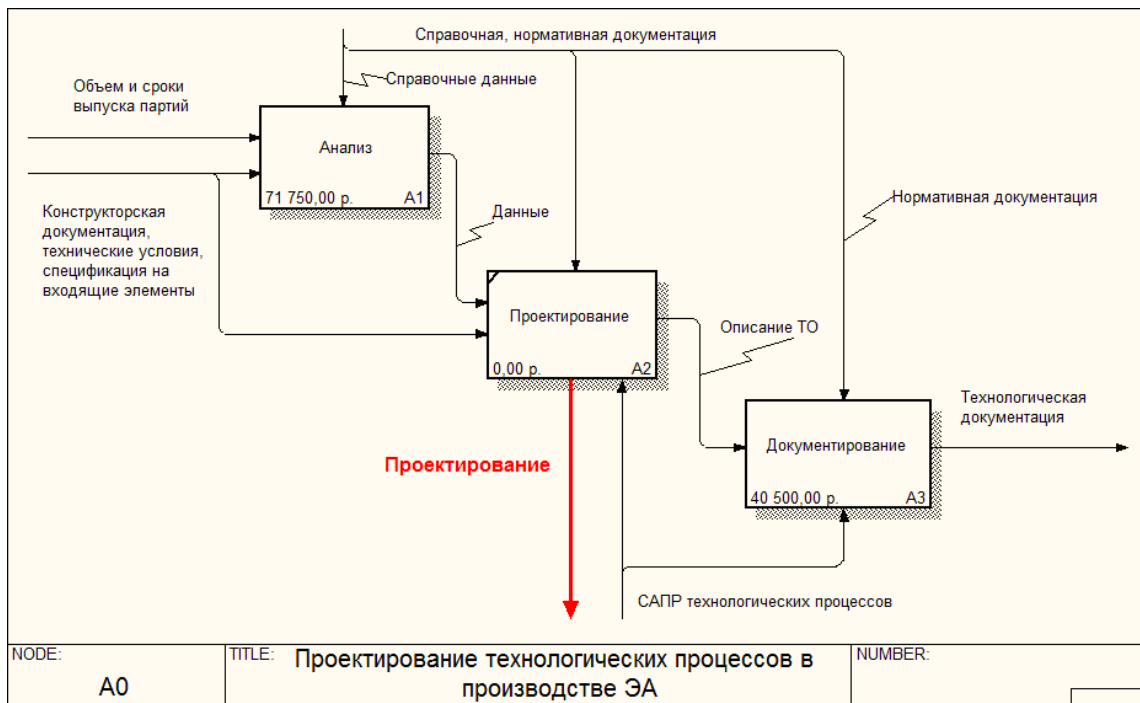 Справочная, нормативная документация
Справочные данные
Объем и сроки
выпуска партий
Анализ
71 750,00 р.
A1
Нормативная документация
Конструкторская
документация,
технические условия,
спецификация на
входящие элементы
Данные
Проектирование
0,00 р.
A2
Описание ТО
Технологическая
документация
Документирование
40 500,00 р.
A3
Проектирование
САПР технологических процессов
NODE:
A0
TITLE:
Проектирование технологических процессов в
производстве ЭА
NUMBER: